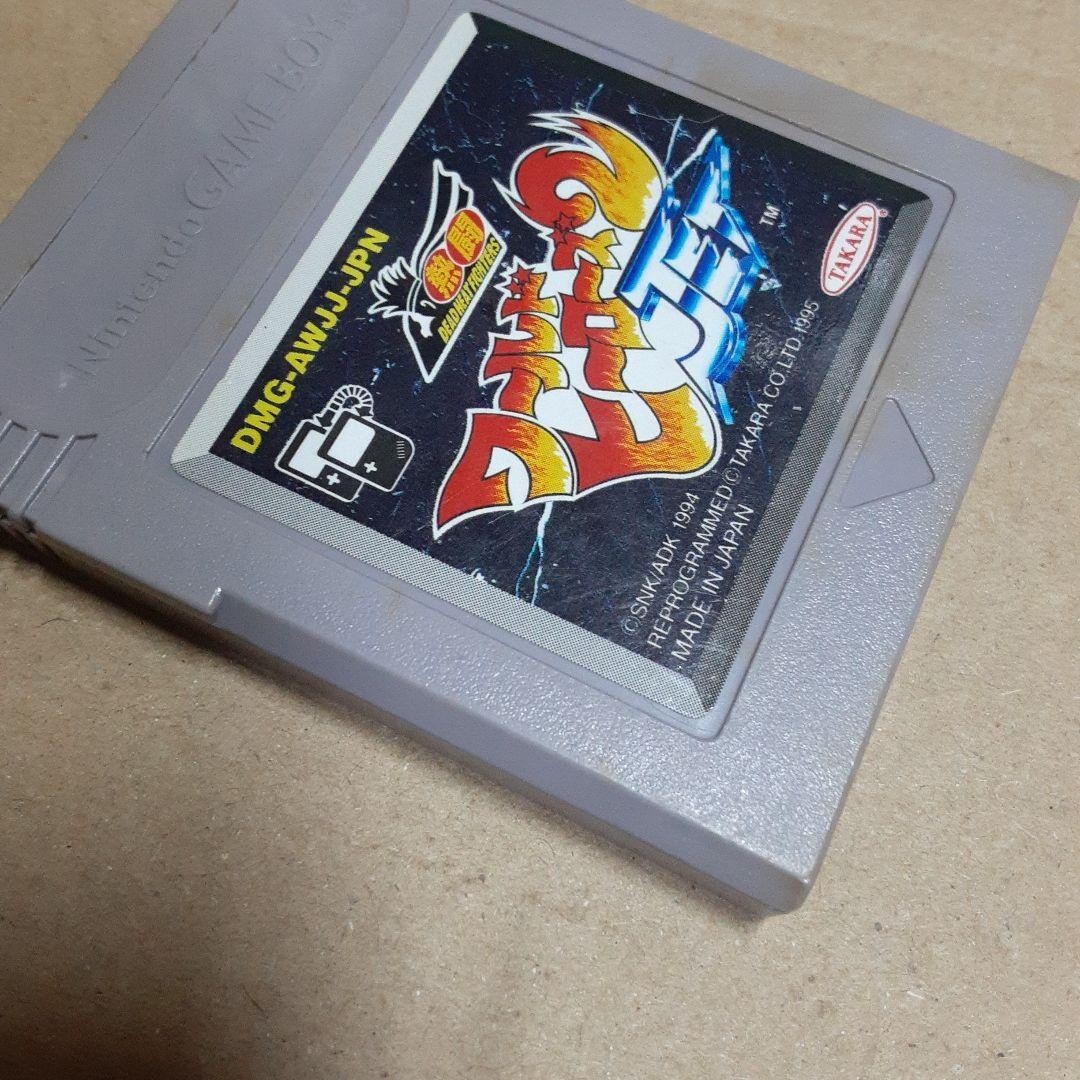 Nintendo GAME BOY TM
DMG-AWJJ-JPN
熱闘
DEAD HEAT FIGHTERS
ワールド
ヒーローズ2
JET
TM
TAKARA®
©SNK/ADK 1994
REPROGRAMMED©TAKARA CO.LTD.1995
MADE IN JAPAN